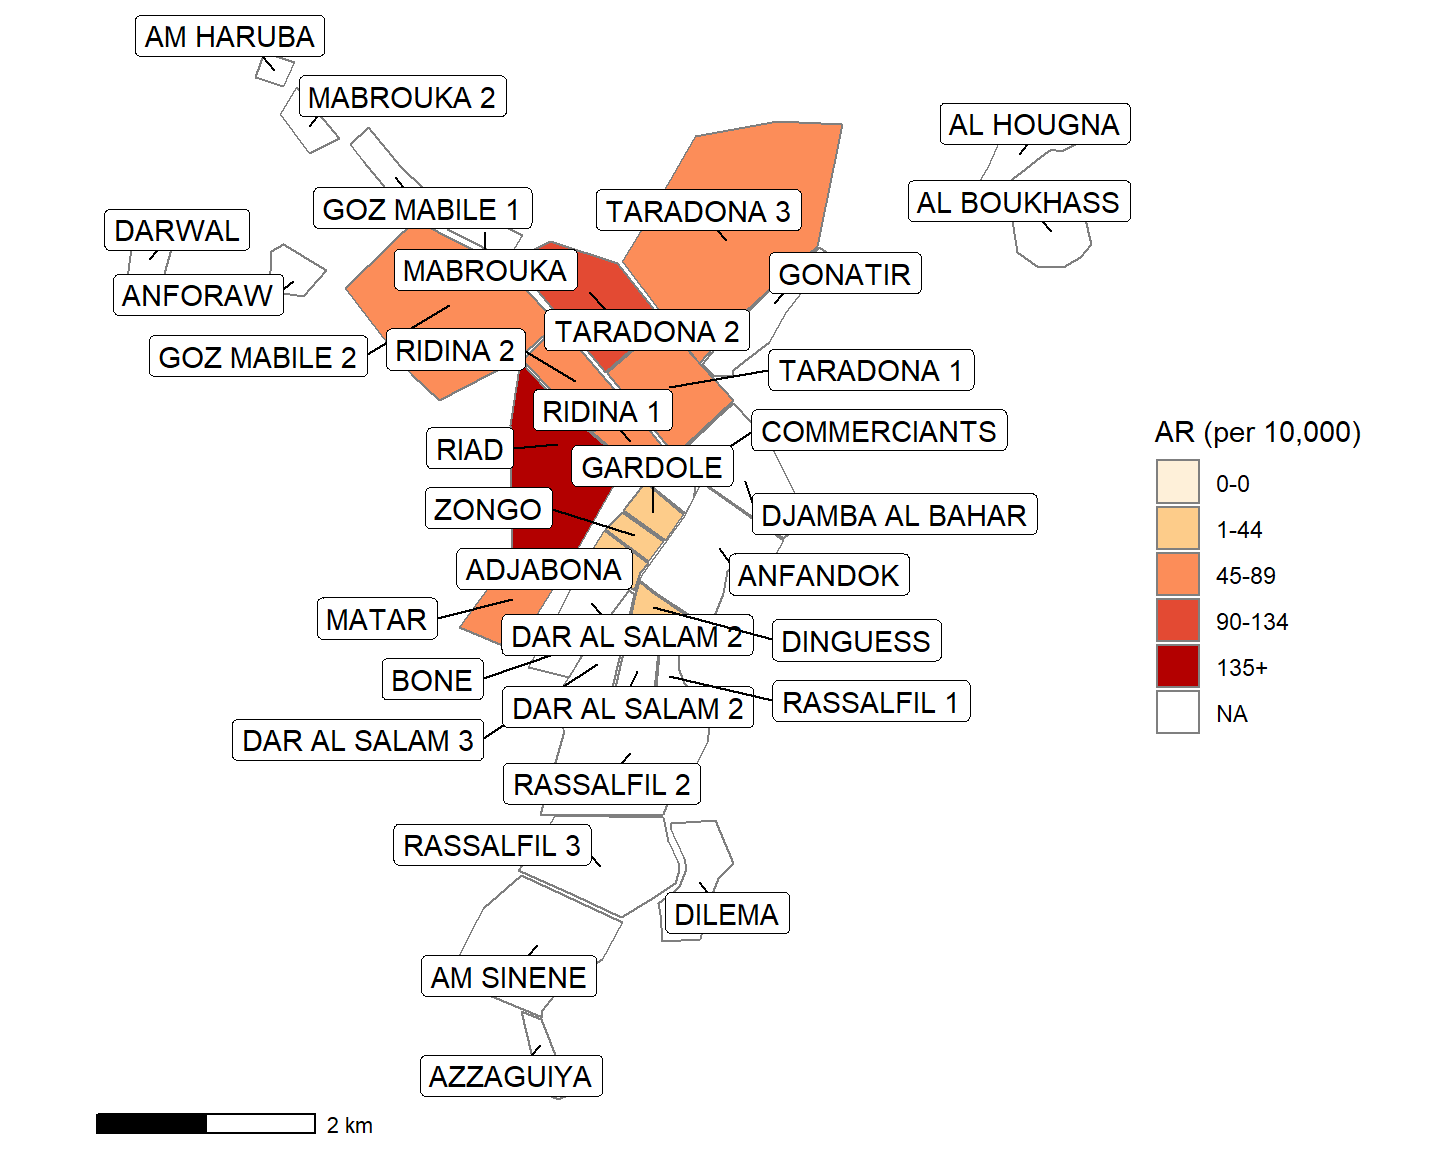 AM HARUBA
MABROUKA 2
AL HOUGNA
GOZ MABILE 1
TARADONA 3
AL BOUKHASS
DARWAL
MABROUKA
GONATIR
ANFORAW
TARADONA 2
GOZ MABILE 2
RIDINA 2
TARADONA 1
RIDINA 1
COMMERCIANTS
RIAD
GARDOLE
ZONGO
DJAMBA AL BAHAR
ADJABONA
ANFANDOK
MATAR
DAR AL SALAM 2
DINGUESS
BONE
DAR AL SALAM 2
RASSALFIL 1
DAR AL SALAM 3
RASSALFIL 2
RASSALFIL 3
DILEMA
AM SINENE
AZZAGUIYA
2 km
AR (per 10,000)
0-0
1-44
45-89
90-134
135+
NA